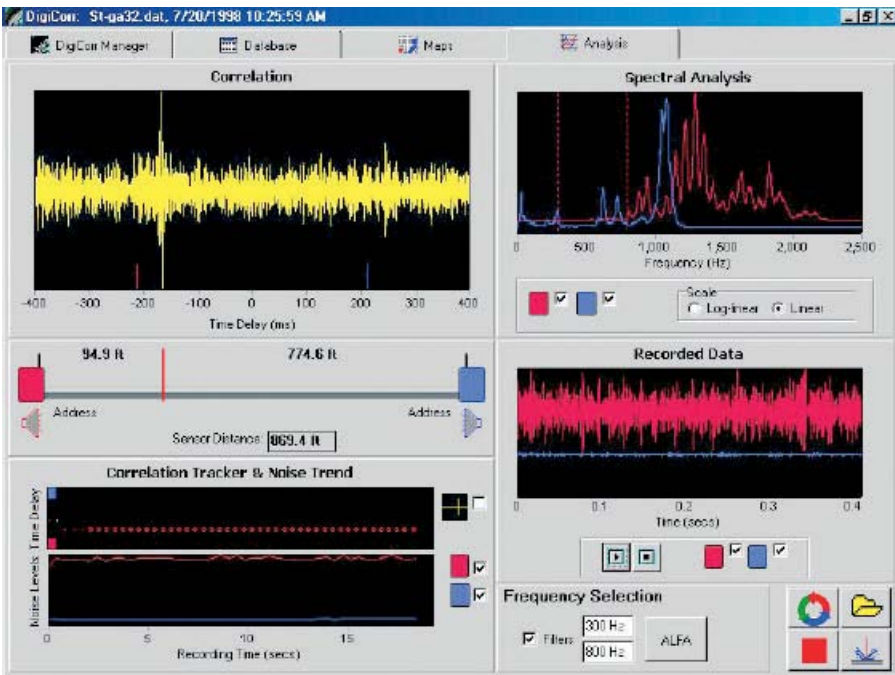 DigiCorr: St-ga32.dat, 7/20/1998 10:25:59 AM
DigiCorr Manager
Database
Maps
Analysis
Correlation
-400 -300 -200 -100 0 100 200 300 400
Time Delay (ms)
94.9 ft 774.6 ft
Address Address
Sensor Distance: 869.4 ft
Correlation Tracker & Noise Trend
Time Delay
Noise Levels
0 5 10 15
Recording Time (secs)
Spectral Analysis
0 500 1,000 1,500 2,000 2,500
Frequency (Hz)
Scale
Log-linear Linear
Recorded Data
0 0.1 0.2 0.3 0.4
Time (secs)
Frequency Selection
Filters
300 Hz
800 Hz
ALFA